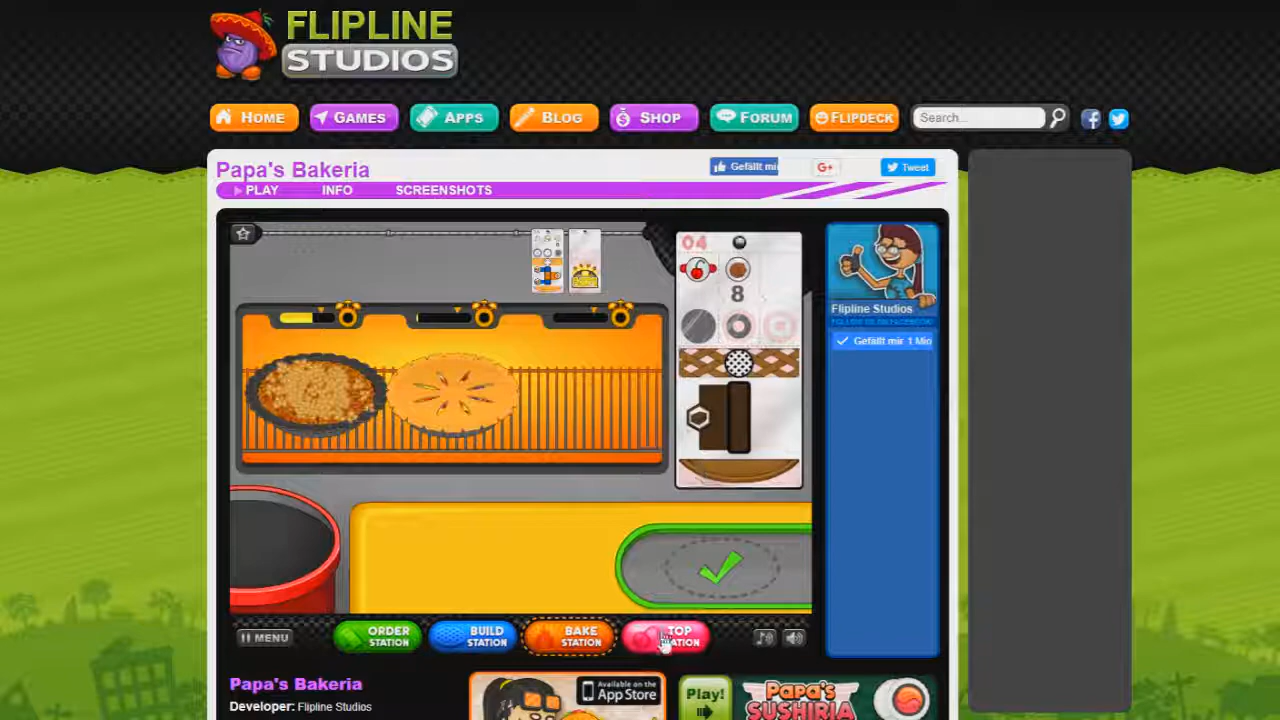 FLIPLINE
STUDIOS
HOME GAMES APPS BLOG SHOP FORUM FLIPDECK Search...
Papa's Bakeria
Gefällt mi
G+
Tweet
PLAY INFO SCREENSHOTS
04
8
Flipline Studios
Gefällt mir 1 Mio
MENU
ORDER STATION
BUILD STATION
BAKE STATION
TOP
Papa's Bakeria
Developer: Flipline Studios
Available on the
App Store
Play!
Papa's
SUSHIRIA